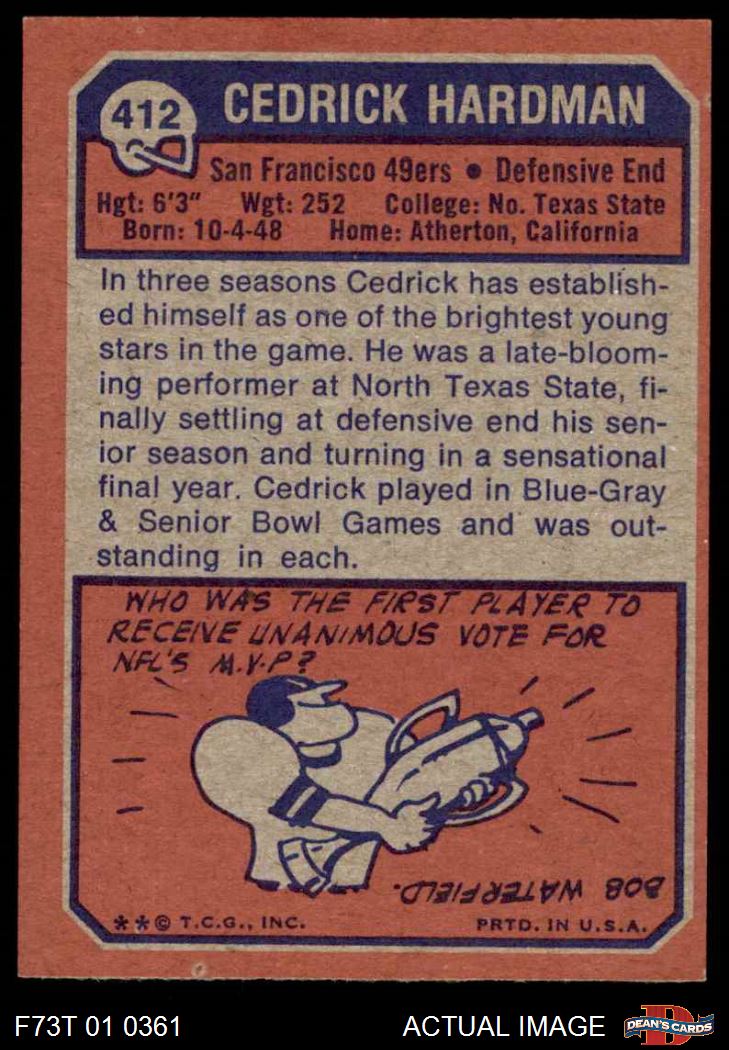 412
CEDRICK HARDMAN
San Francisco 49ers • Defensive End
Hgt: 6'3" Wgt: 252 College: No. Texas State
Born: 10-4-48 Home: Atherton, California
In three seasons Cedrick has establish-
ed himself as one of the brightest young
stars in the game. He was a late-bloom-
ing performer at North Texas State, fi-
nally settling at defensive end his sen-
ior season and turning in a sensational
final year. Cedrick played in Blue-Gray
& Senior Bowl Games and was out-
standing in each.
WHO WAS THE FIRST PLAYER TO
RECEIVE UNANIMOUS VOTE FOR
NFL'S M.V.P?
BOB WATERFIELD.
**© T.C.G., INC. PRTD. IN U.S.A.
F73T 01 0361 ACTUAL IMAGE
D
DEAN'S CARDS